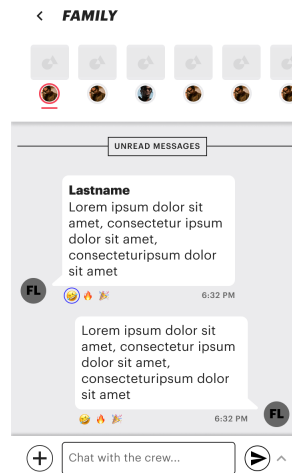 FAMILY
UNREAD MESSAGES
Lastname
Lorem ipsum dolor sit
amet, consectetur ipsum
dolor sit amet,
consecteturipsum dolor
sit amet
FL
6:32 PM
Lorem ipsum dolor sit
amet, consectetur ipsum
dolor sit amet,
consecteturipsum dolor
sit amet
6:32 PM
FL
Chat with the crew...